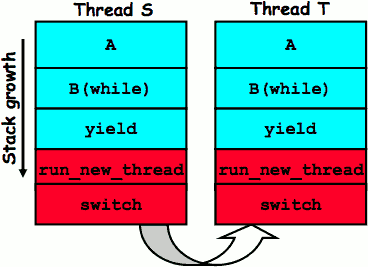 Thread S
Thread T
Stack growth
A
B(while)
yield
run_new_thread
switch
A
B(while)
yield
run_new_thread
switch